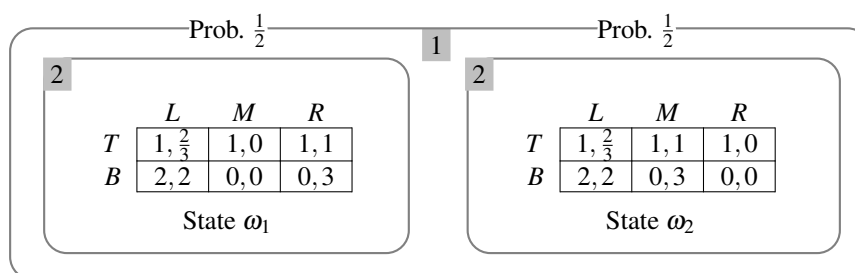 Prob. 1/2 Prob. 1/2
1
2 2
L M R L M R
T 1, 2/3 1, 0 1, 1 T 1, 2/3 1, 1 1, 0
B 2, 2 0, 0 0, 3 B 2, 2 0, 3 0, 0
State ω₁ State ω₂